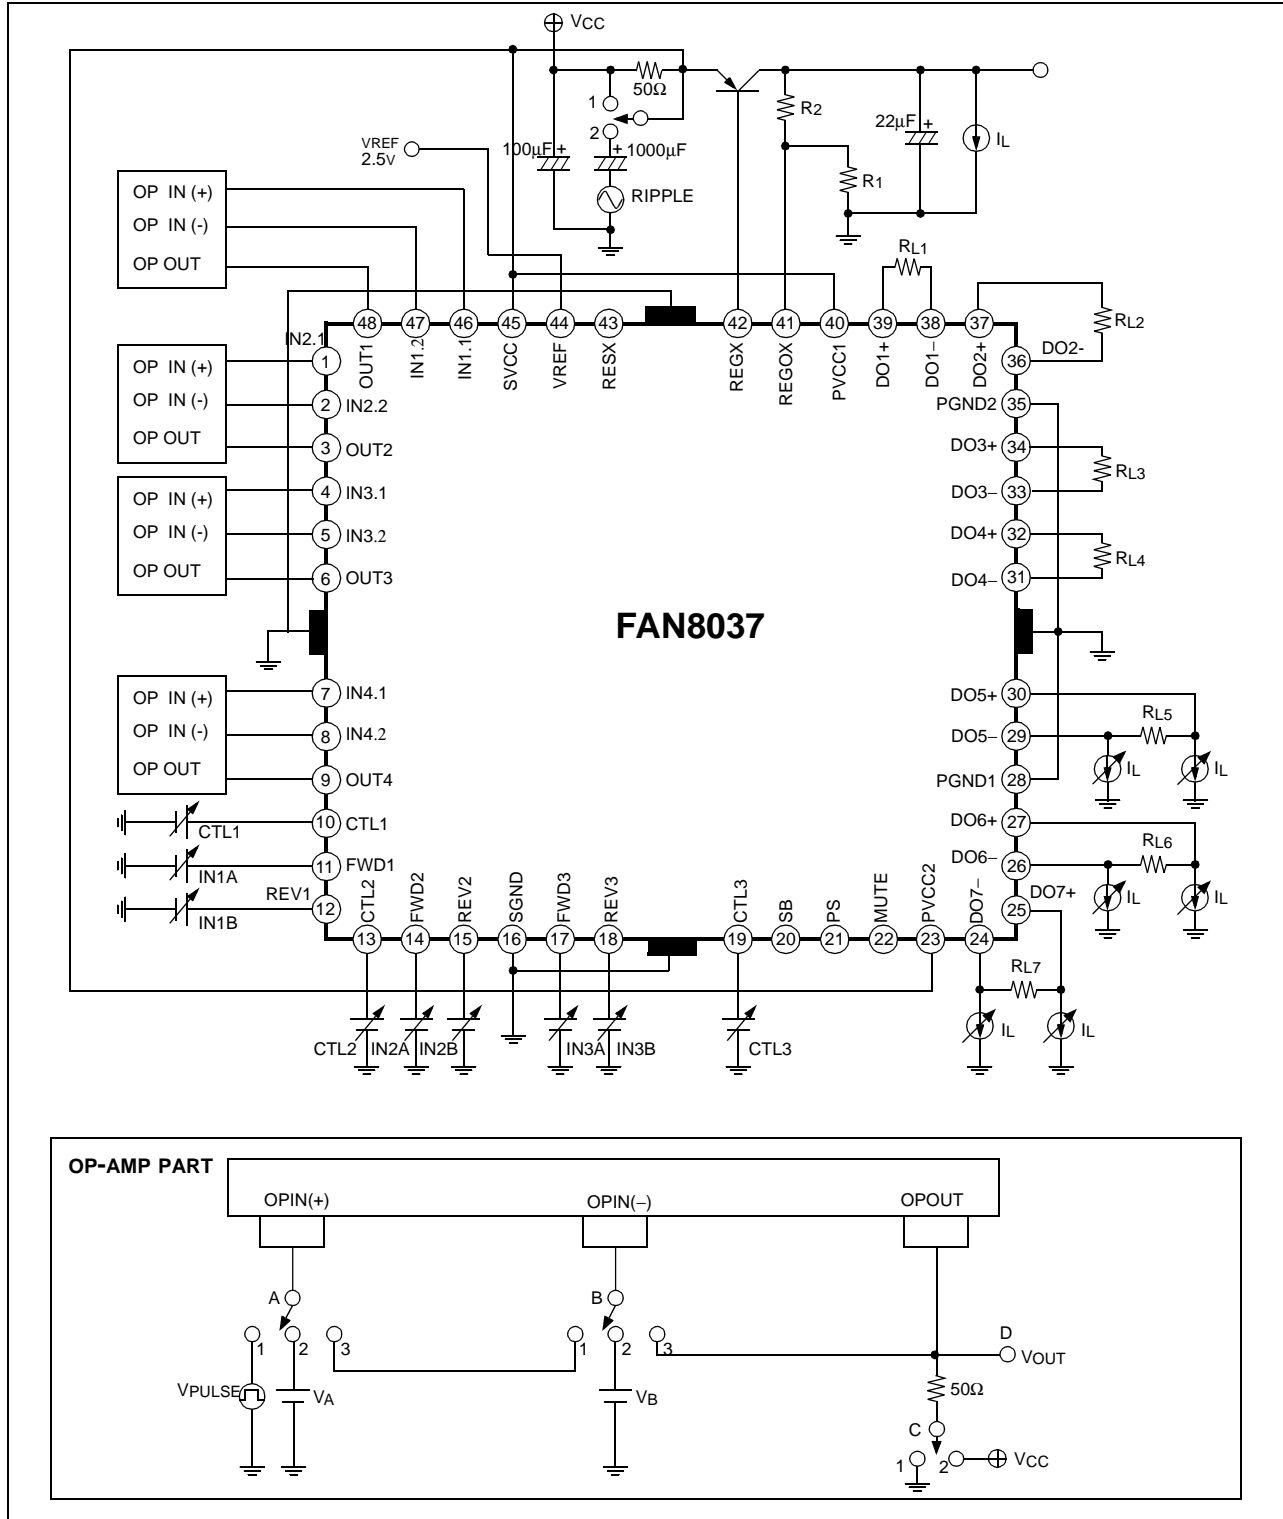 VCC
50Ω
1
2
R2
22μF +
IL
VREF
2.5V
100μF +
+ 1000μF
R1
RIPPLE
OP IN (+)
OP IN (-)
OP OUT
RL1
RL2
48 47 46 45 44 43 42 41 40 39 38 37
OUT1 IN1.2 IN1.1 SVCC VREF RESX REGX REGOX PVCC1 DO1+ DO1− DO2+
IN2.1
1
OP IN (+)
OP IN (-)
OP OUT
2 IN2.2
3 OUT2
OP IN (+)
OP IN (-)
OP OUT
4 IN3.1
5 IN3.2
6 OUT3
FAN8037
OP IN (+)
OP IN (-)
OP OUT
7 IN4.1
8 IN4.2
9 OUT4
CTL1
10 CTL1
IN1A
11 FWD1
IN1B
REV1 12
DO2- 36
PGND2 35
DO3+ 34
RL3
DO3− 33
DO4+ 32
RL4
DO4− 31
DO5+ 30
RL5
DO5− 29
IL IL
PGND1 28
DO6+ 27
RL6
DO6− 26
IL IL
DO7+
25
CTL2 FWD2 REV2 SGND FWD3 REV3 CTL3 SB PS MUTE PVCC2 DO7−
13 14 15 16 17 18 19 20 21 22 23 24
RL7
IL IL
CTL2 IN2A IN2B IN3A IN3B CTL3
OP-AMP PART
OPIN(+) OPIN(−) OPOUT
A B
1 2 3 1 2 3
D
VOUT
VPULSE VA VB
50Ω
C
1 2 VCC